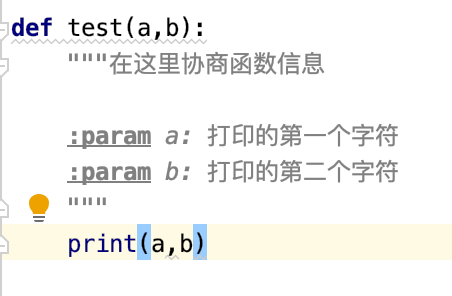 def test(a,b):
"""在这里协商函数信息
:param a: 打印的第一个字符
:param b: 打印的第二个字符
"""
print(a,b)